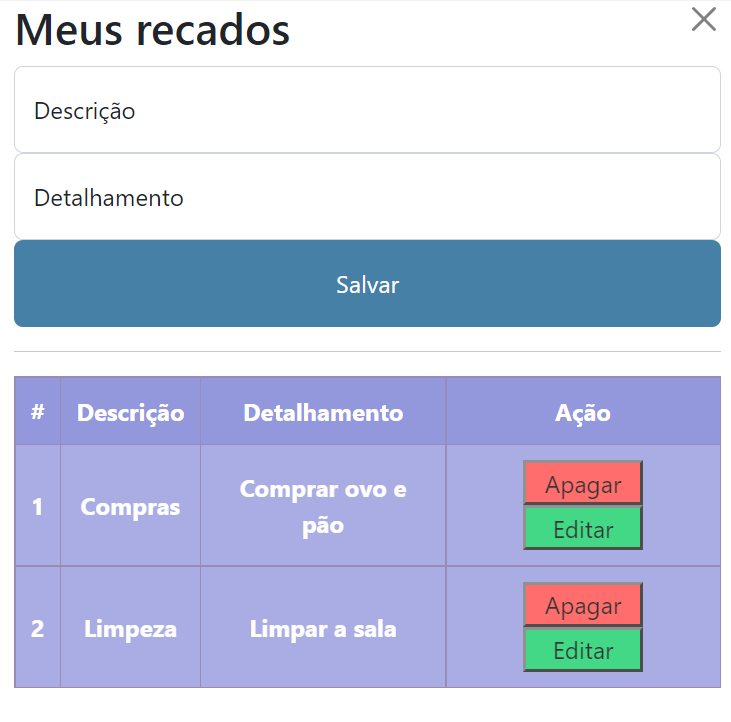 Meus recados
Descrição
Detalhamento
Salvar
# Descrição Detalhamento Ação
1 Compras Comprar ovo e pão Apagar Editar
2 Limpeza Limpar a sala Apagar Editar